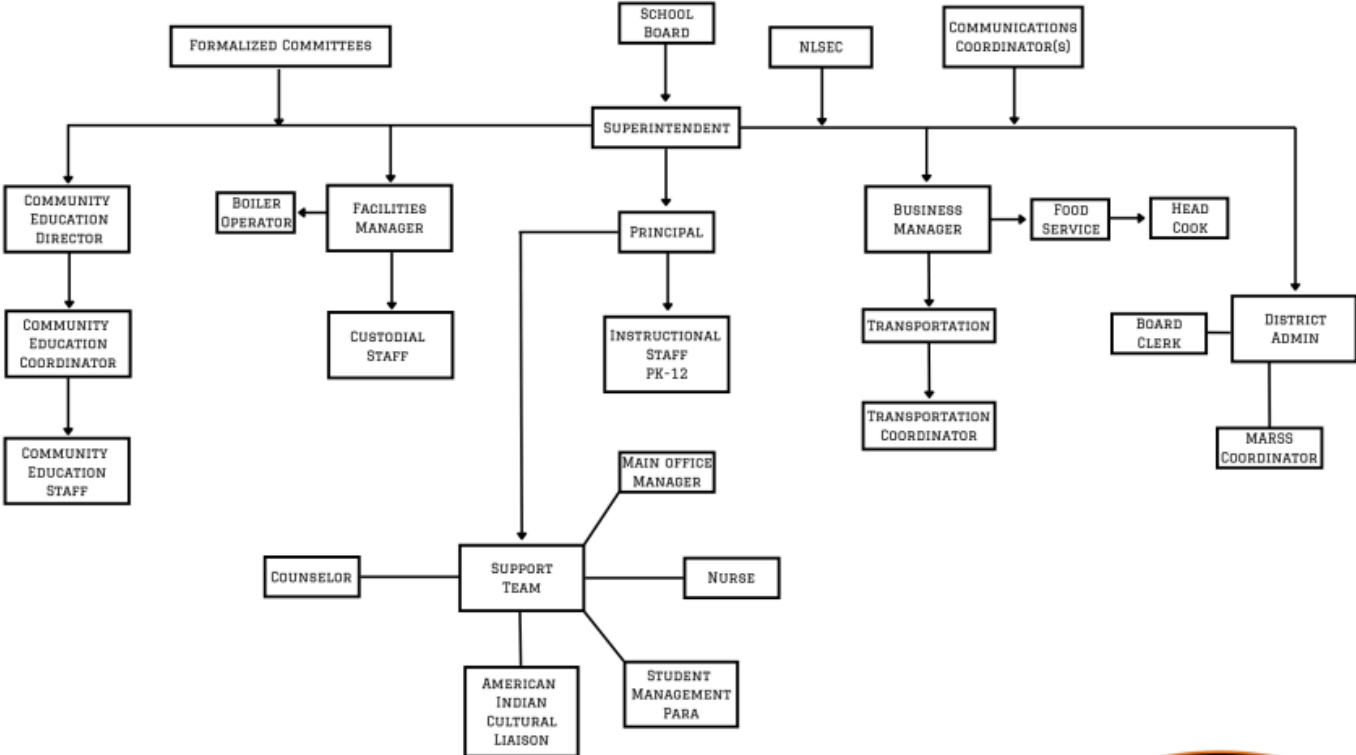 SCHOOL
BOARD
FORMALIZED COMMITTEES
NLSEC
COMMUNICATIONS
COORDINATOR(S)
SUPERINTENDENT
COMMUNITY
EDUCATION
DIRECTOR
BOILER
OPERATOR
FACILITIES
MANAGER
PRINCIPAL
BUSINESS
MANAGER
FOOD
SERVICE
HEAD
COOK
COMMUNITY
EDUCATION
COORDINATOR
CUSTODIAL
STAFF
INSTRUCTIONAL
STAFF
PK-12
TRANSPORTATION
BOARD
CLERK
DISTRICT
ADMIN
TRANSPORTATION
COORDINATOR
MARSS
COORDINATOR
COMMUNITY
EDUCATION
STAFF
MAIN OFFICE
MANAGER
COUNSELOR
SUPPORT
TEAM
NURSE
AMERICAN
INDIAN
CULTURAL
LIAISON
STUDENT
MANAGEMENT
PARA